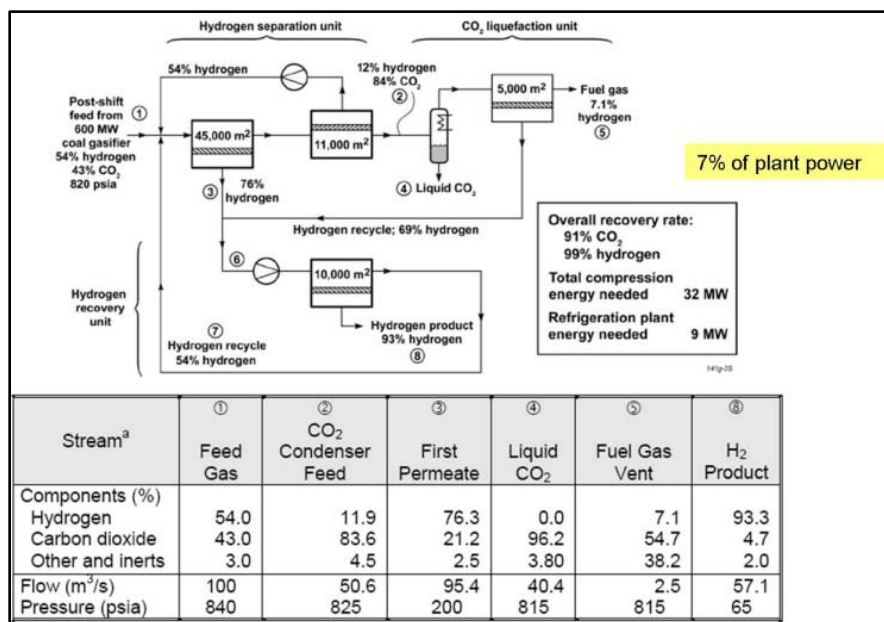 Hydrogen separation unit
CO₂ liquefaction unit
54% hydrogen
12% hydrogen
84% CO₂
②
Post-shift
feed from
600 MW
coal gasifier
54% hydrogen
43% CO₂
820 psia
①
45,000 m²
11,000 m²
5,000 m²
Fuel gas
7.1%
hydrogen
⑤
7% of plant power
③ 76%
hydrogen
④ Liquid CO₂
Hydrogen recycle; 69% hydrogen
⑥
10,000 m²
Hydrogen
recovery
unit
⑦
Hydrogen recycle
54% hydrogen
Hydrogen product
93% hydrogen
⑧
Overall recovery rate:
91% CO₂
99% hydrogen
Total compression
energy needed 32 MW
Refrigeration plant
energy needed 9 MW
141g-3S
Streamᵃ ① Feed Gas ② CO₂ Condenser Feed ③ First Permeate ④ Liquid CO₂ ⑤ Fuel Gas Vent ⑧ H₂ Product
Components (%)
Hydrogen 54.0 11.9 76.3 0.0 7.1 93.3
Carbon dioxide 43.0 83.6 21.2 96.2 54.7 4.7
Other and inerts 3.0 4.5 2.5 3.80 38.2 2.0
Flow (m³/s) 100 50.6 95.4 40.4 2.5 57.1
Pressure (psia) 840 825 200 815 815 65